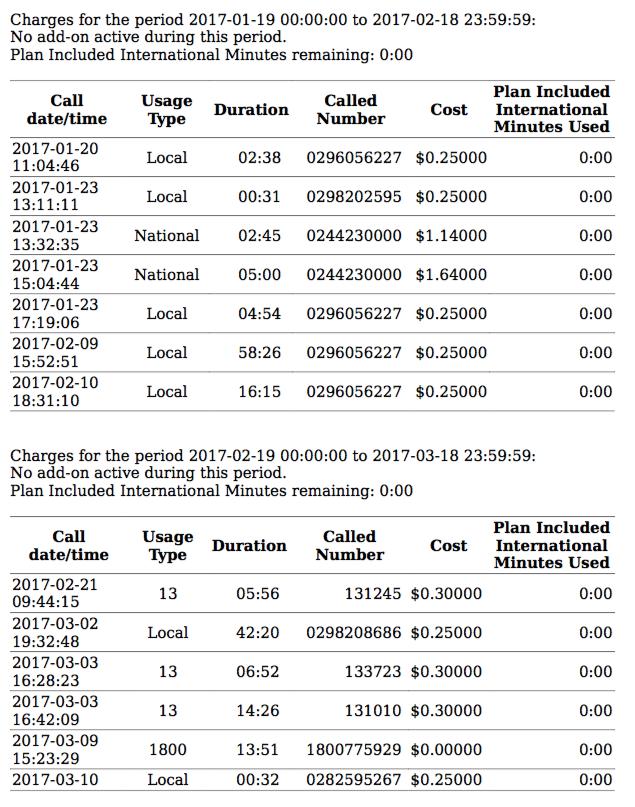 Charges for the period 2017-01-19 00:00:00 to 2017-02-18 23:59:59:
No add-on active during this period.
Plan Included International Minutes remaining: 0:00
Call date/time Usage Type Duration Called Number Cost Plan Included International Minutes Used
2017-01-20 11:04:46 Local 02:38 0296056227 $0.25000 0:00
2017-01-23 13:11:11 Local 00:31 0298202595 $0.25000 0:00
2017-01-23 13:32:35 National 02:45 0244230000 $1.14000 0:00
2017-01-23 15:04:44 National 05:00 0244230000 $1.64000 0:00
2017-01-23 17:19:06 Local 04:54 0296056227 $0.25000 0:00
2017-02-09 15:52:51 Local 58:26 0296056227 $0.25000 0:00
2017-02-10 18:31:10 Local 16:15 0296056227 $0.25000 0:00
Charges for the period 2017-02-19 00:00:00 to 2017-03-18 23:59:59:
No add-on active during this period.
Plan Included International Minutes remaining: 0:00
Call date/time Usage Type Duration Called Number Cost Plan Included International Minutes Used
2017-02-21 09:44:15 13 05:56 131245 $0.30000 0:00
2017-03-02 19:32:48 Local 42:20 0298208686 $0.25000 0:00
2017-03-03 16:28:23 13 06:52 133723 $0.30000 0:00
2017-03-03 16:42:09 13 14:26 131010 $0.30000 0:00
2017-03-09 15:23:29 1800 13:51 1800775929 $0.00000 0:00
2017-03-10 Local 00:32 0282595267 $0.25000 0:00